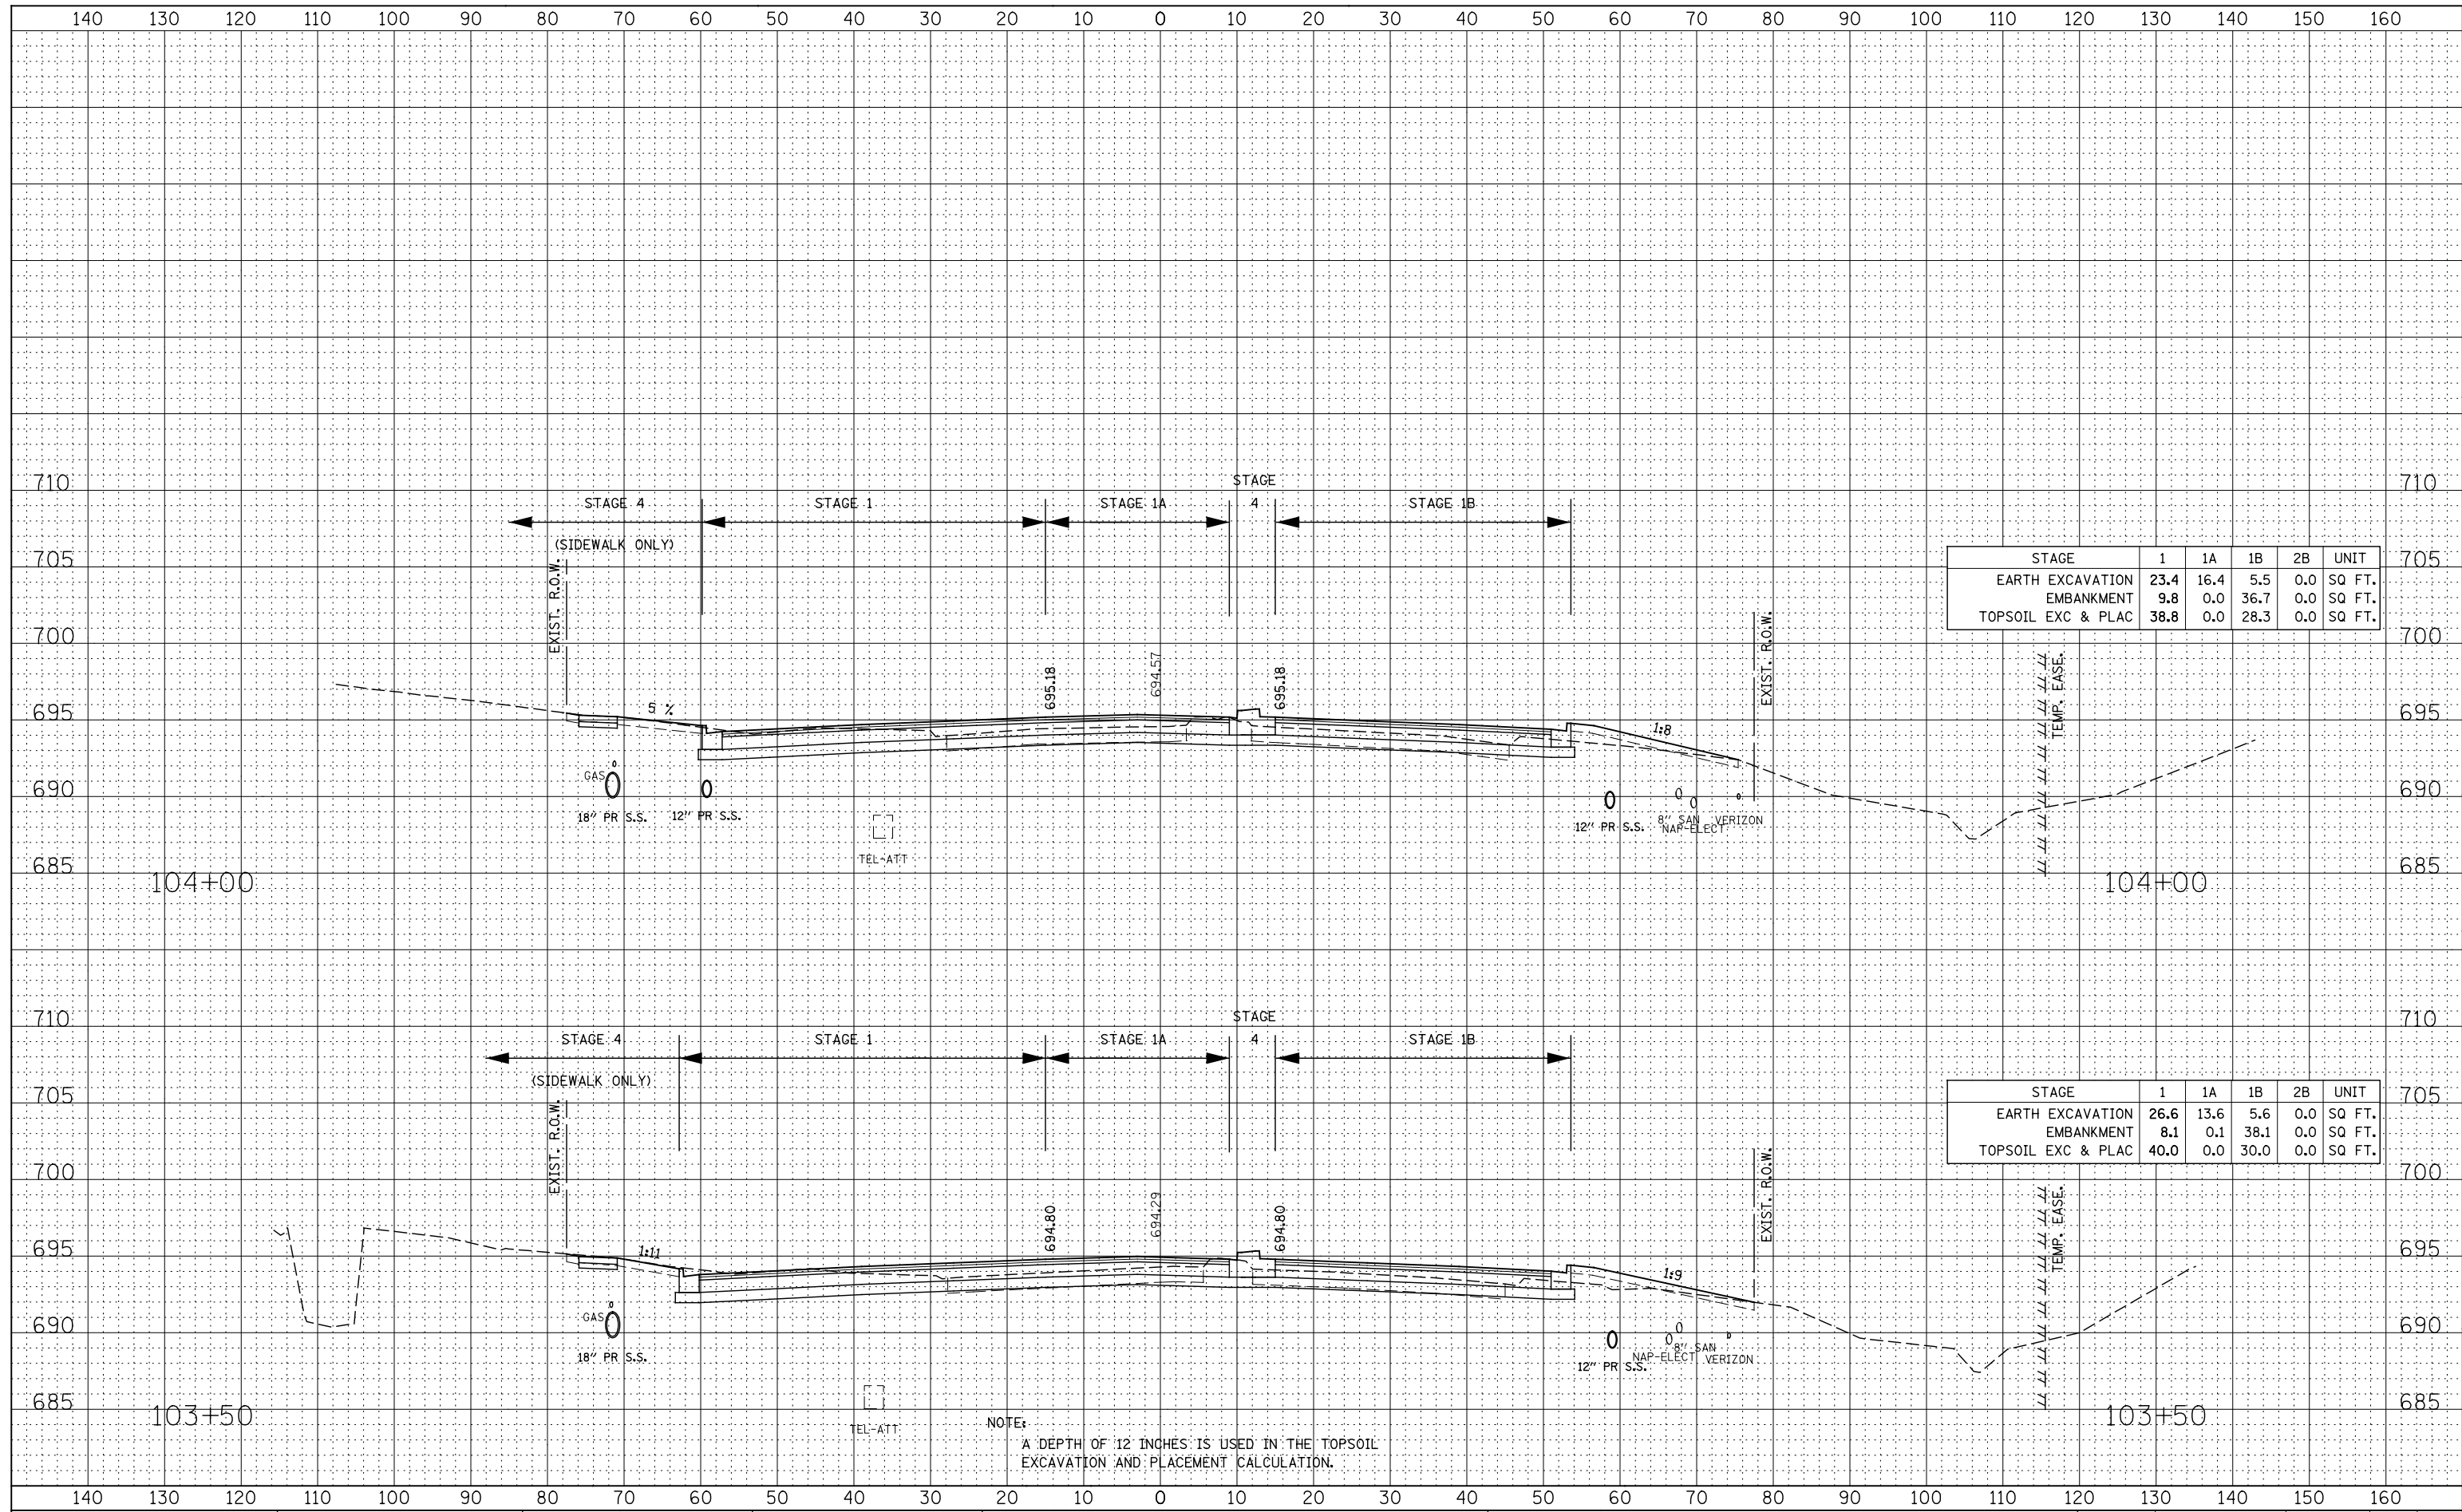 140 130 120 110 100 90 80 70 60 50 40 30 20 10 0 10 20 30 40 50 60 70 80 90 100 110 120 130 140 150 160
STAGE
710 710
STAGE 4 STAGE 1 STAGE 1A 4 STAGE 1B
(SIDEWALK ONLY)
705 705
STAGE 1 1A 1B 2B UNIT
EARTH EXCAVATION 23.4 16.4 5.5 0.0 SQ FT.
EMBANKMENT 9.8 0.0 36.7 0.0 SQ FT.
TOPSOIL EXC & PLAC 38.8 0.0 28.3 0.0 SQ FT.
EXIST. R.O.W.
EXIST. R.O.W.
TEMP. EASE.
700 700
695.18
694.57
695.18
695 695
5 %
1:8
GAS
690 690
18" PR S.S. 12" PR S.S.
12" PR S.S. 8" SAN VERIZON
NAP-ELECT
TEL-ATT
685 685
104+00 104+00
STAGE
710 710
STAGE 4 STAGE 1 STAGE 1A 4 STAGE 1B
(SIDEWALK ONLY)
705 705
STAGE 1 1A 1B 2B UNIT
EARTH EXCAVATION 26.6 13.6 5.6 0.0 SQ FT.
EMBANKMENT 8.1 0.1 38.1 0.0 SQ FT.
TOPSOIL EXC & PLAC 40.0 0.0 30.0 0.0 SQ FT.
EXIST. R.O.W.
EXIST. R.O.W.
TEMP. EASE.
700 700
694.80
694.29
694.80
695 695
1:11
1:9
GAS
690 690
18" PR S.S.
8" SAN
NAP-ELECT VERIZON
12" PR S.S.
TEL-ATT
685 685
103+50 103+50
NOTE:
A DEPTH OF 12 INCHES IS USED IN THE TOPSOIL
EXCAVATION AND PLACEMENT CALCULATION.
140 130 120 110 100 90 80 70 60 50 40 30 20 10 0 10 20 30 40 50 60 70 80 90 100 110 120 130 140 150 160